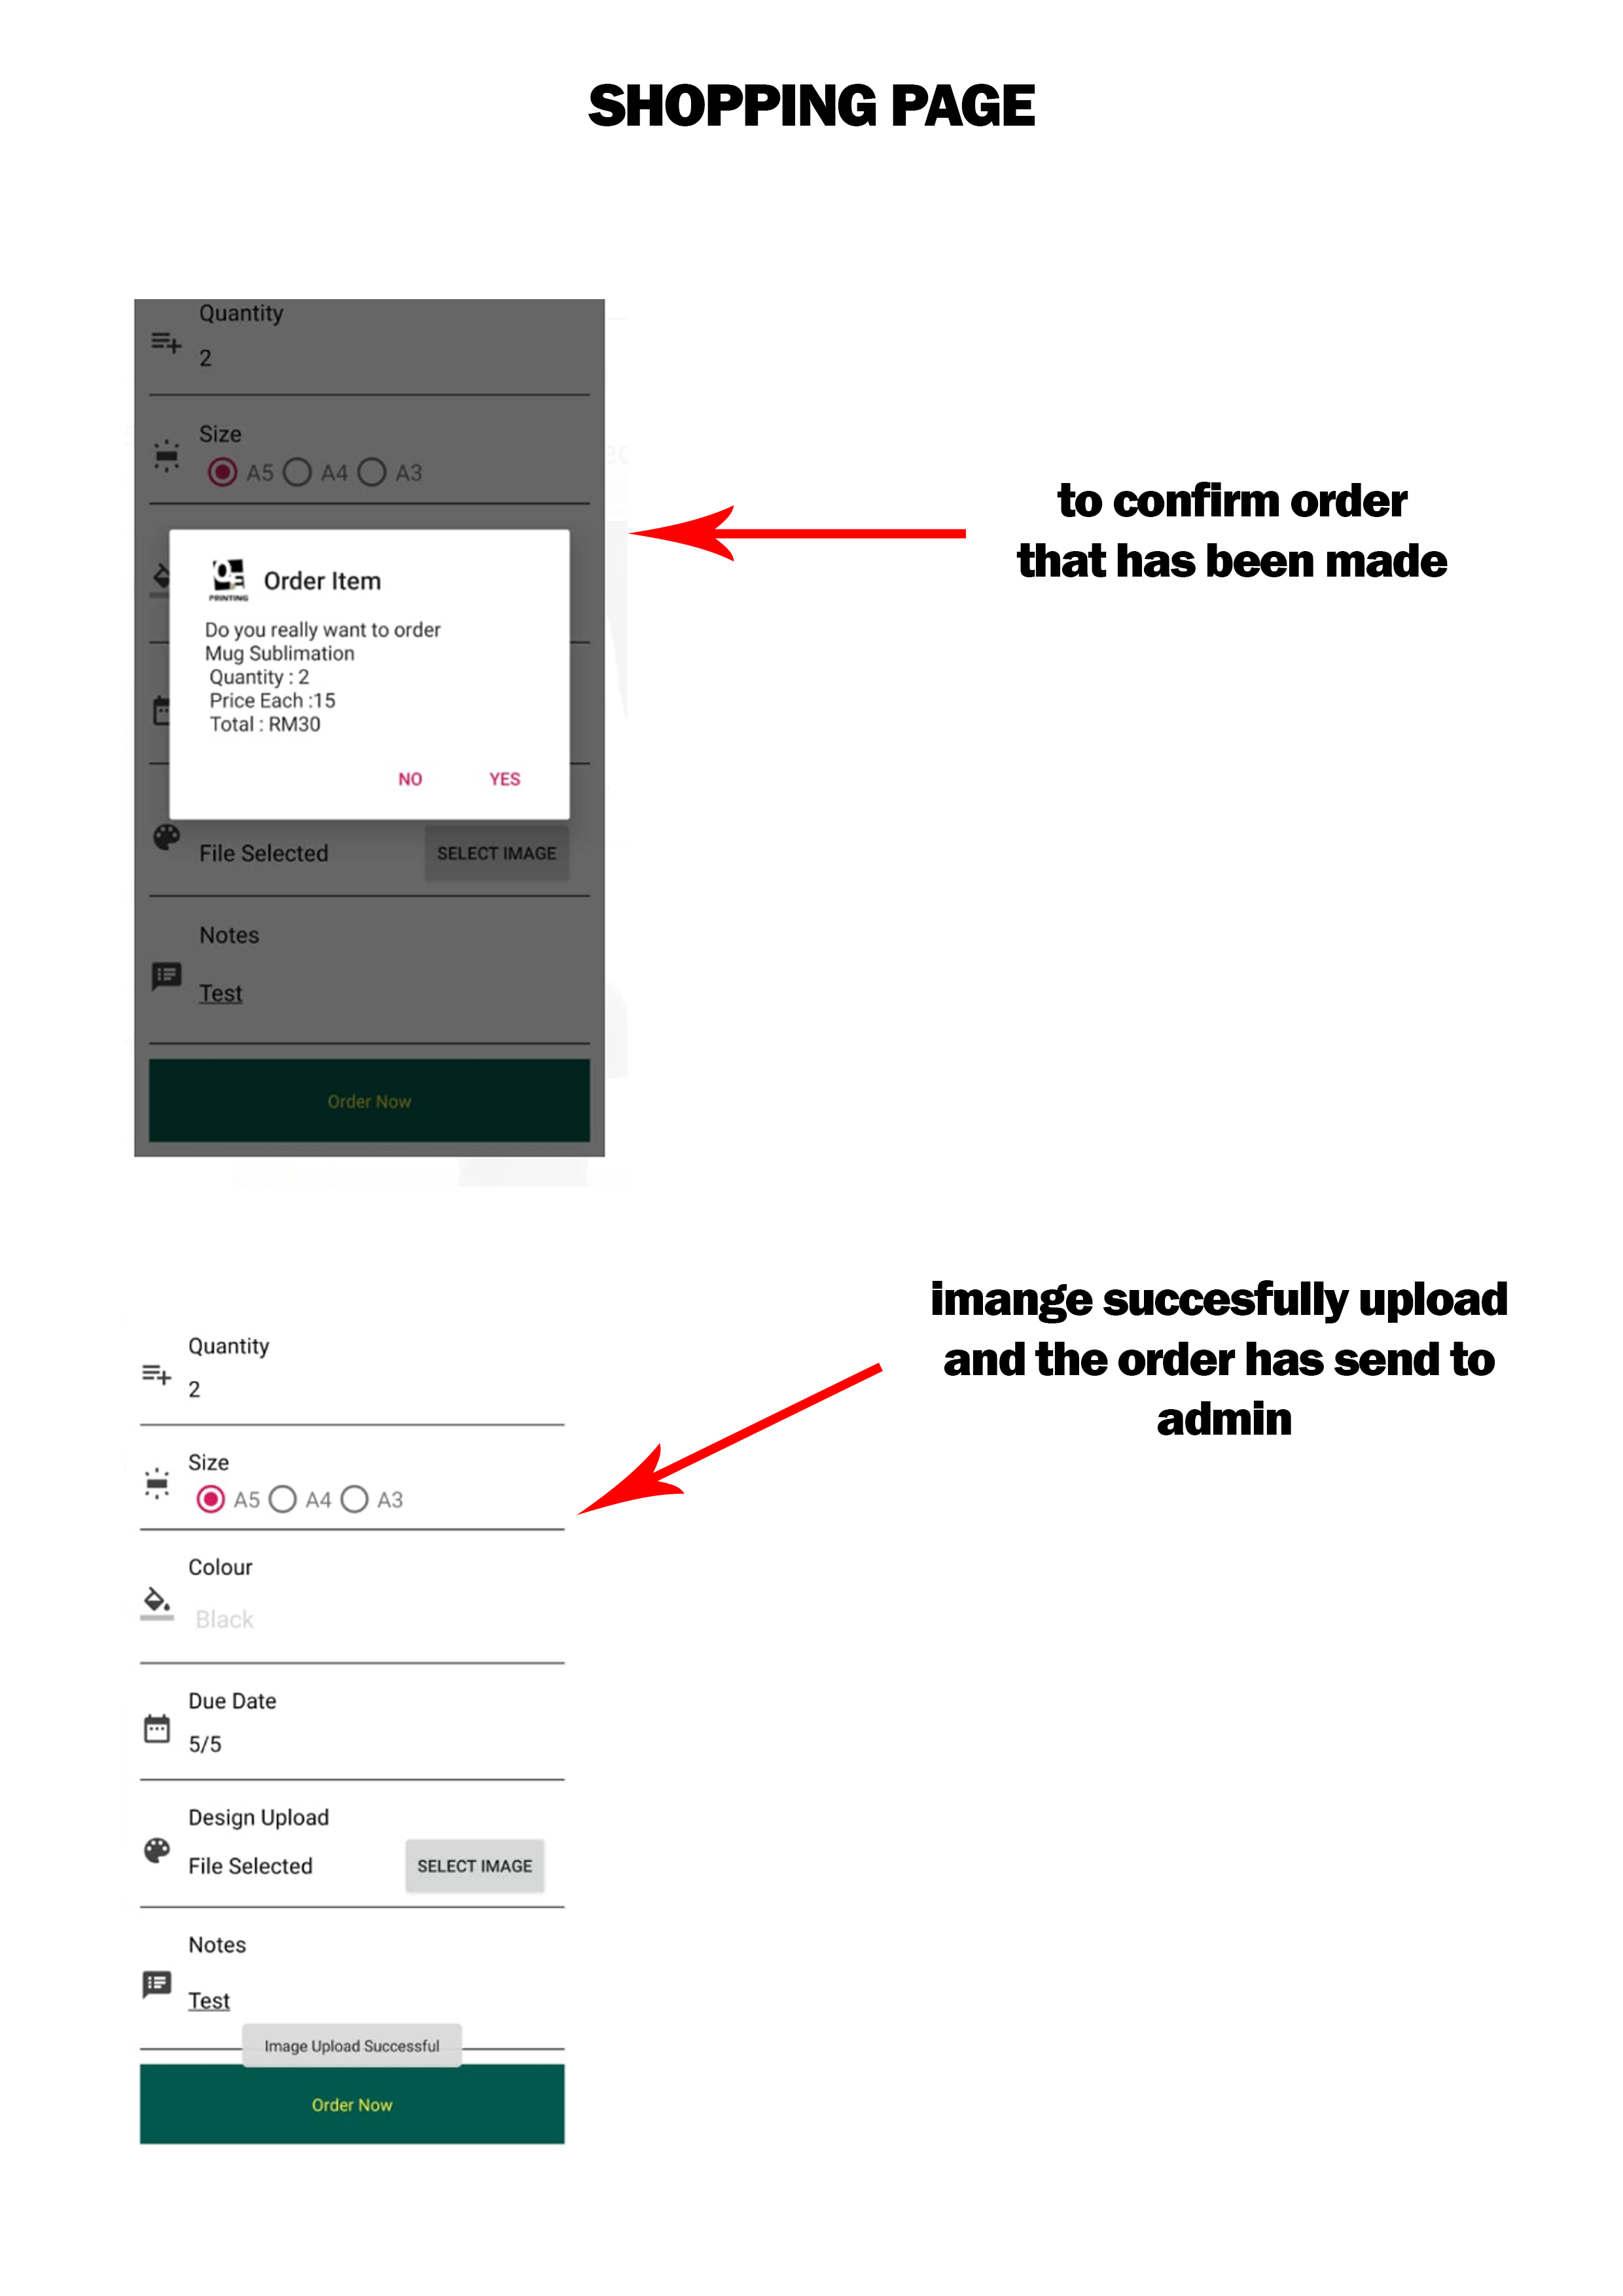 SHOPPING PAGE
Quantity
2
Size
A5 A4 A3
to confirm order
that has been made
PRINTING
Order Item
Do you really want to order
Mug Sublimation
Quantity : 2
Price Each :15
Total : RM30
NO YES
File Selected SELECT IMAGE
Notes
Test
Order Now
imange succesfully upload
and the order has send to
admin
Quantity
2
Size
A5 A4 A3
Colour
Black
Due Date
5/5
Design Upload
File Selected SELECT IMAGE
Notes
Test
Image Upload Successful
Order Now